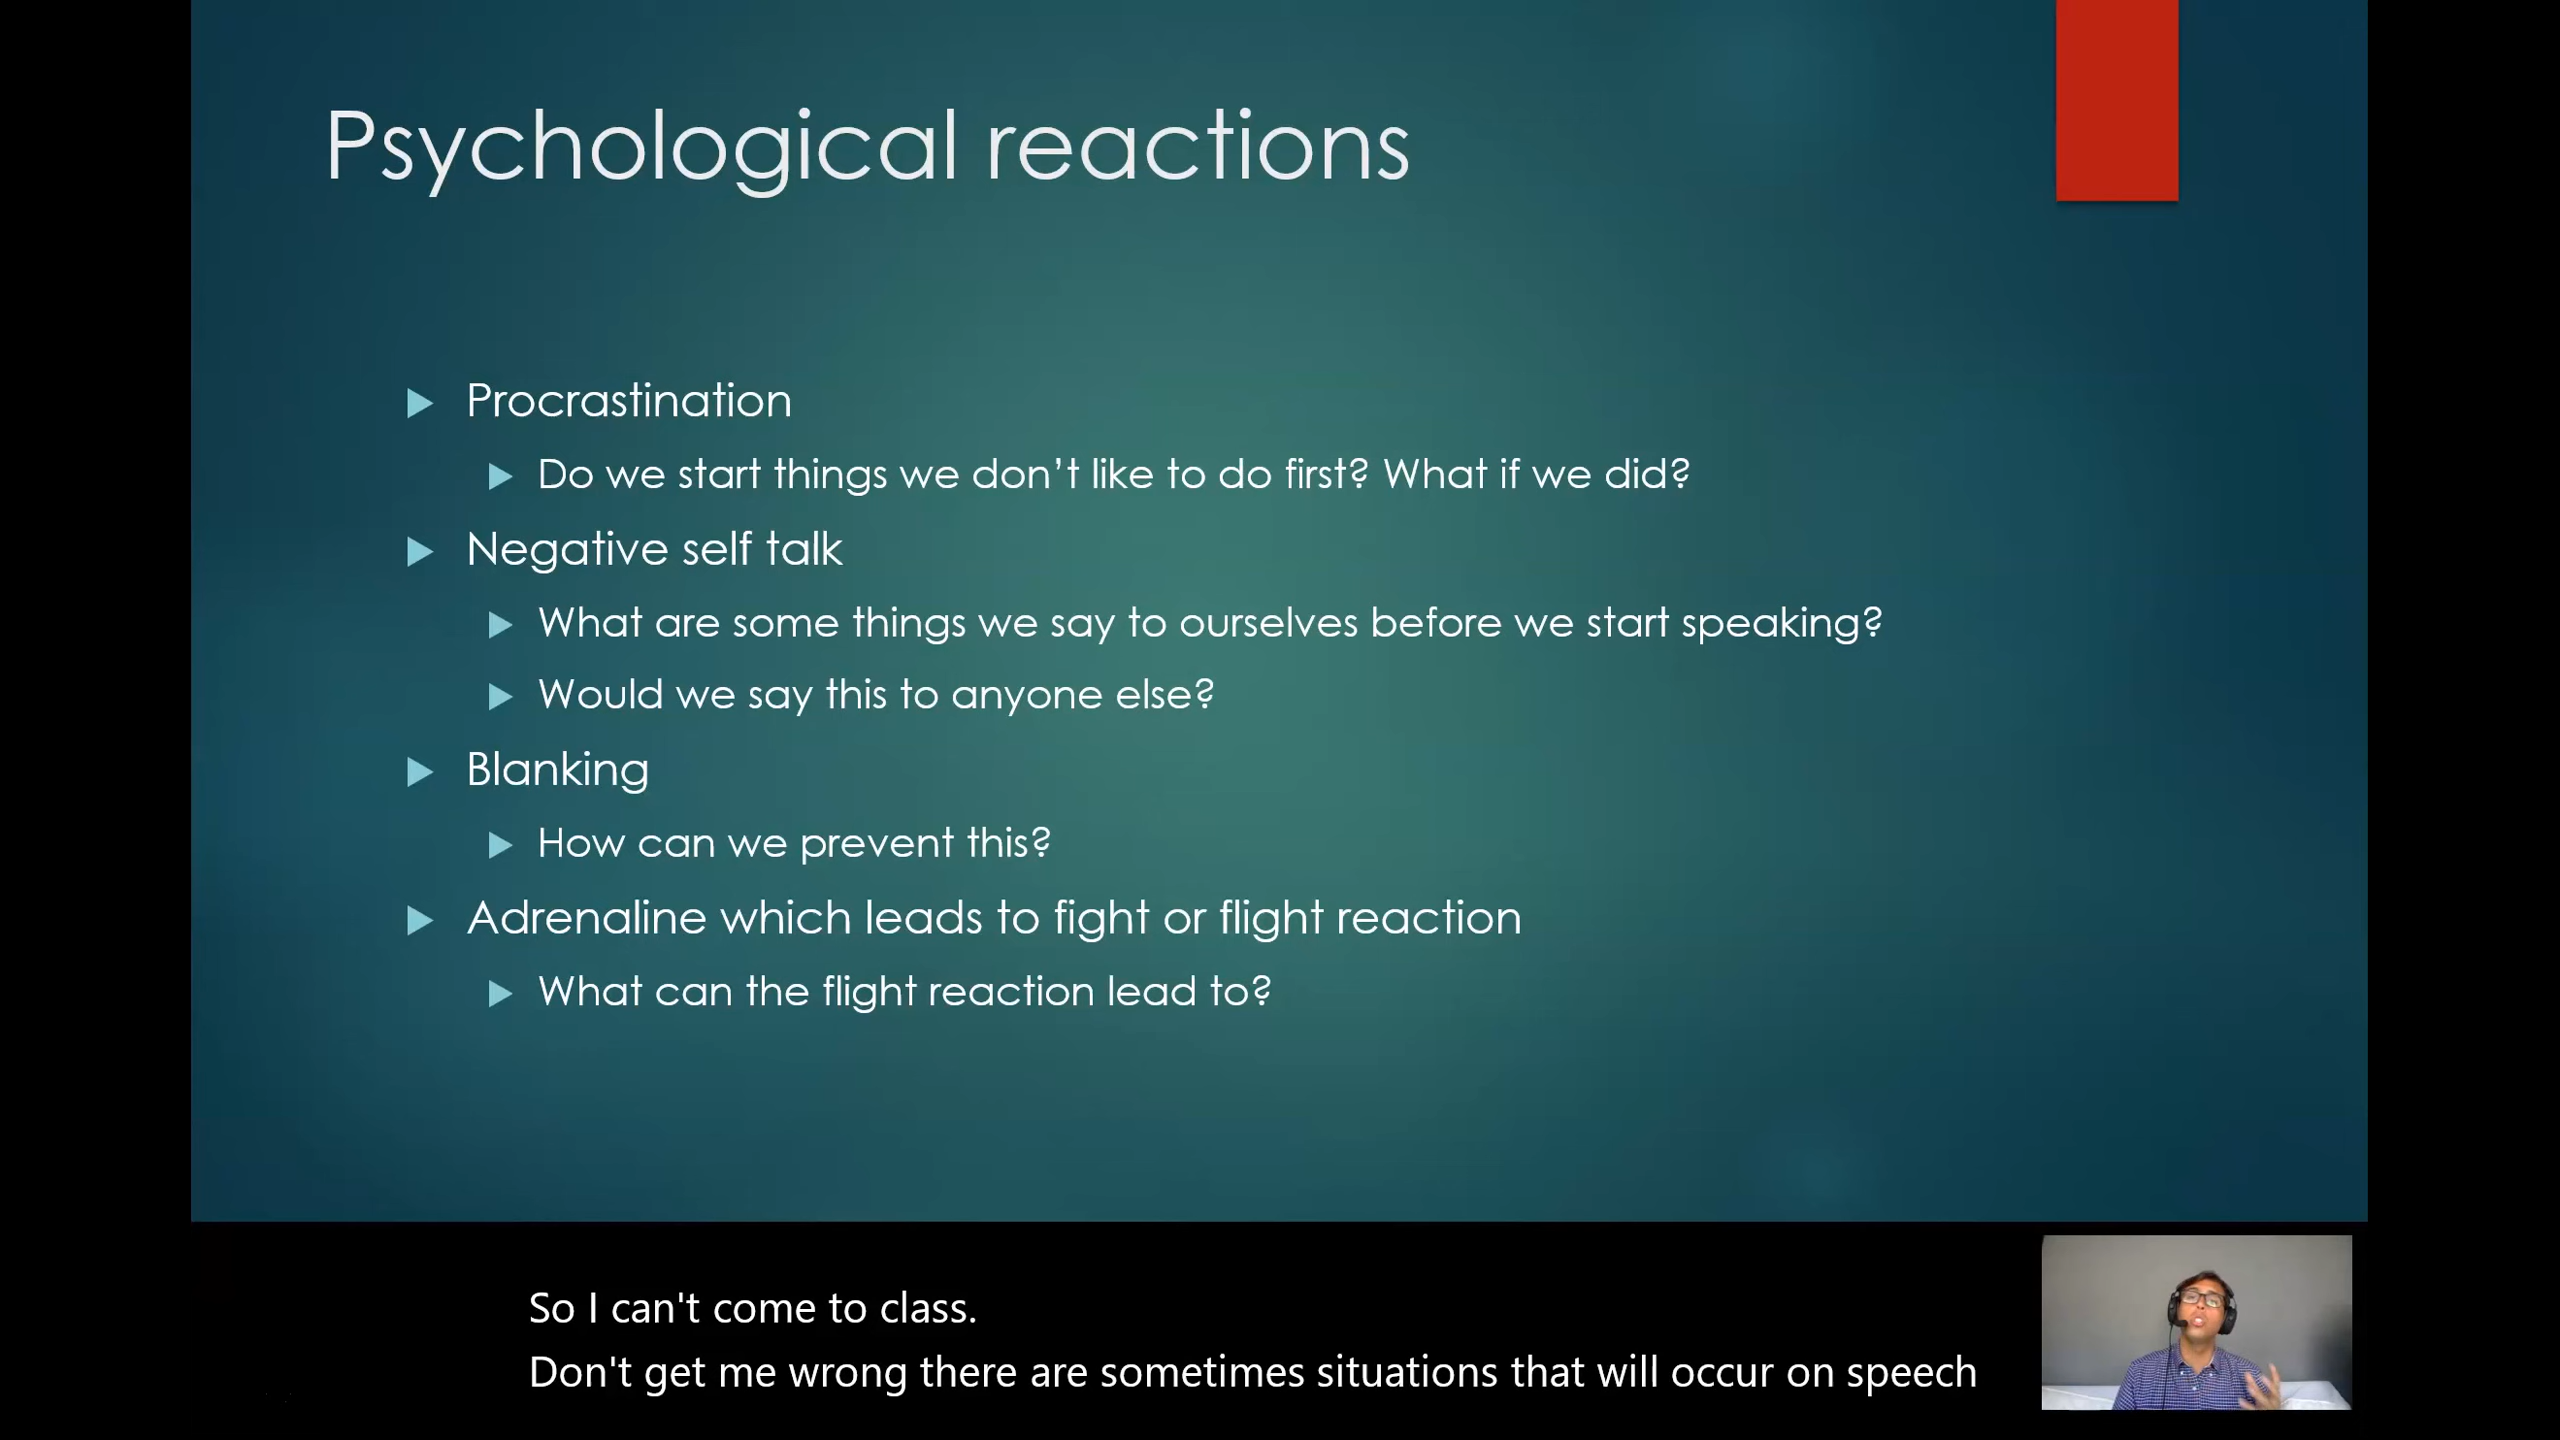 Psychological reactions
Procrastination
Do we start things we don’t like to do first? What if we did?
Negative self talk
What are some things we say to ourselves before we start speaking?
Would we say this to anyone else?
Blanking
How can we prevent this?
Adrenaline which leads to fight or flight reaction
What can the flight reaction lead to?
So I can't come to class.
Don't get me wrong there are sometimes situations that will occur on speech